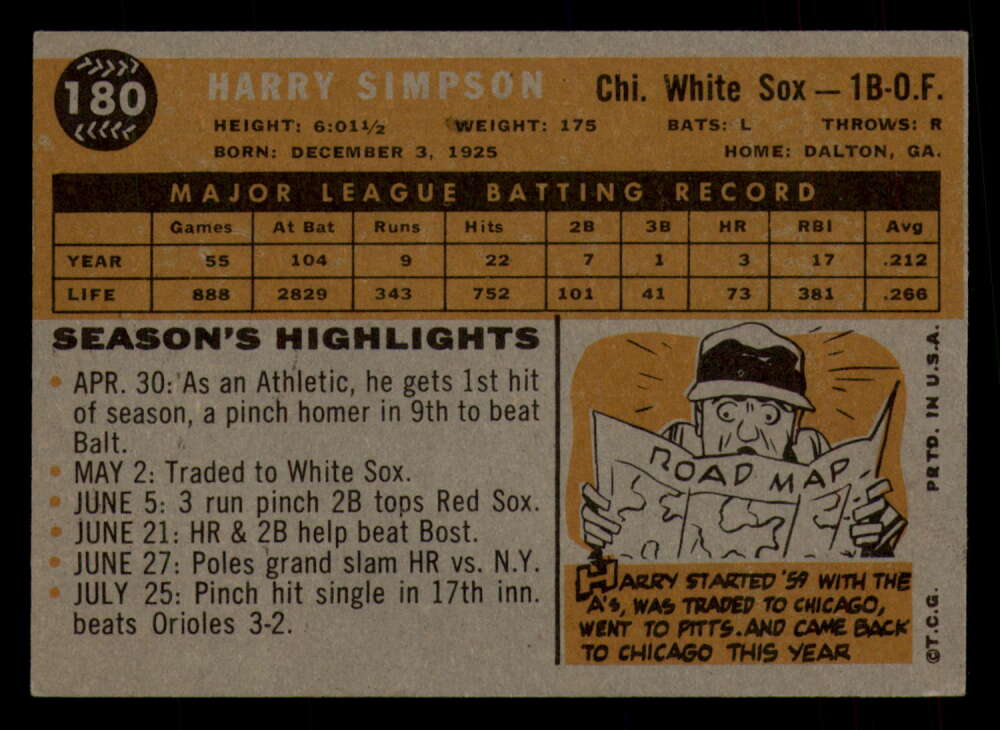 180
HARRY SIMPSON Chi. White Sox — 1B-O.F.
HEIGHT: 6:01½ WEIGHT: 175 BATS: L THROWS: R
BORN: DECEMBER 3, 1925 HOME: DALTON, GA.
MAJOR LEAGUE BATTING RECORD
Games At Bat Runs Hits 2B 3B HR RBI Avg
YEAR 55 104 9 22 7 1 3 17 .212
LIFE 888 2829 343 752 101 41 73 381 .266
SEASON'S HIGHLIGHTS
• APR. 30: As an Athletic, he gets 1st hit
of season, a pinch homer in 9th to beat
Balt.
• MAY 2: Traded to White Sox.
• JUNE 5: 3 run pinch 2B tops Red Sox.
• JUNE 21: HR & 2B help beat Bost.
• JUNE 27: Poles grand slam HR vs. N.Y.
• JULY 25: Pinch hit single in 17th inn.
beats Orioles 3-2.
ROAD MAP
HARRY STARTED '59 WITH THE
A's, WAS TRADED TO CHICAGO,
WENT TO PITTS. AND CAME BACK
TO CHICAGO THIS YEAR
©T.C.G. PRTD. IN U.S.A.